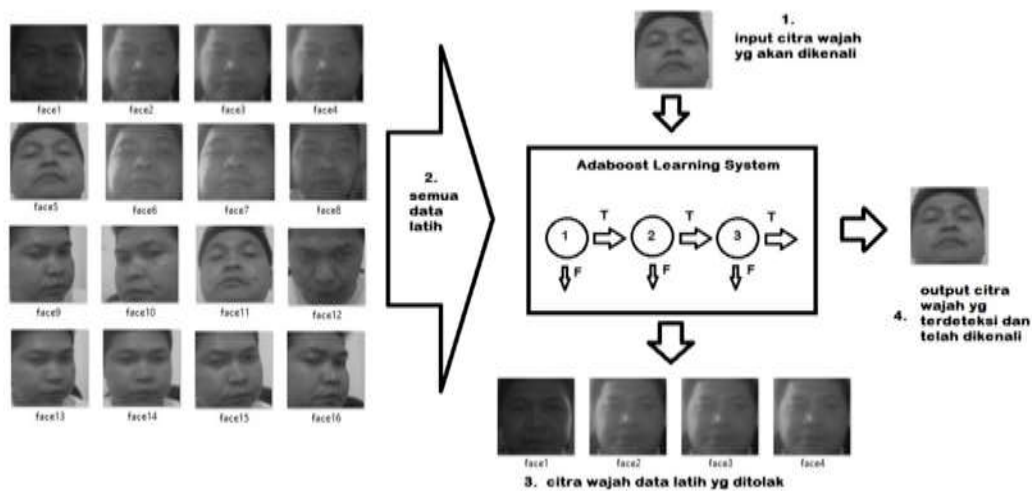 face1
face2
face3
face4
face5
face6
face7
face8
face9
face10
face11
face12
face13
face14
face15
face16
2.
semua
data
latih
1.
input citra wajah
yg akan dikenali
Adaboost Learning System
T
T
T
1
2
3
F
F
F
output citra
wajah yg
4. terdeteksi dan
telah dikenali
face1
face2
face3
face4
3. citra wajah data latih yg ditolak